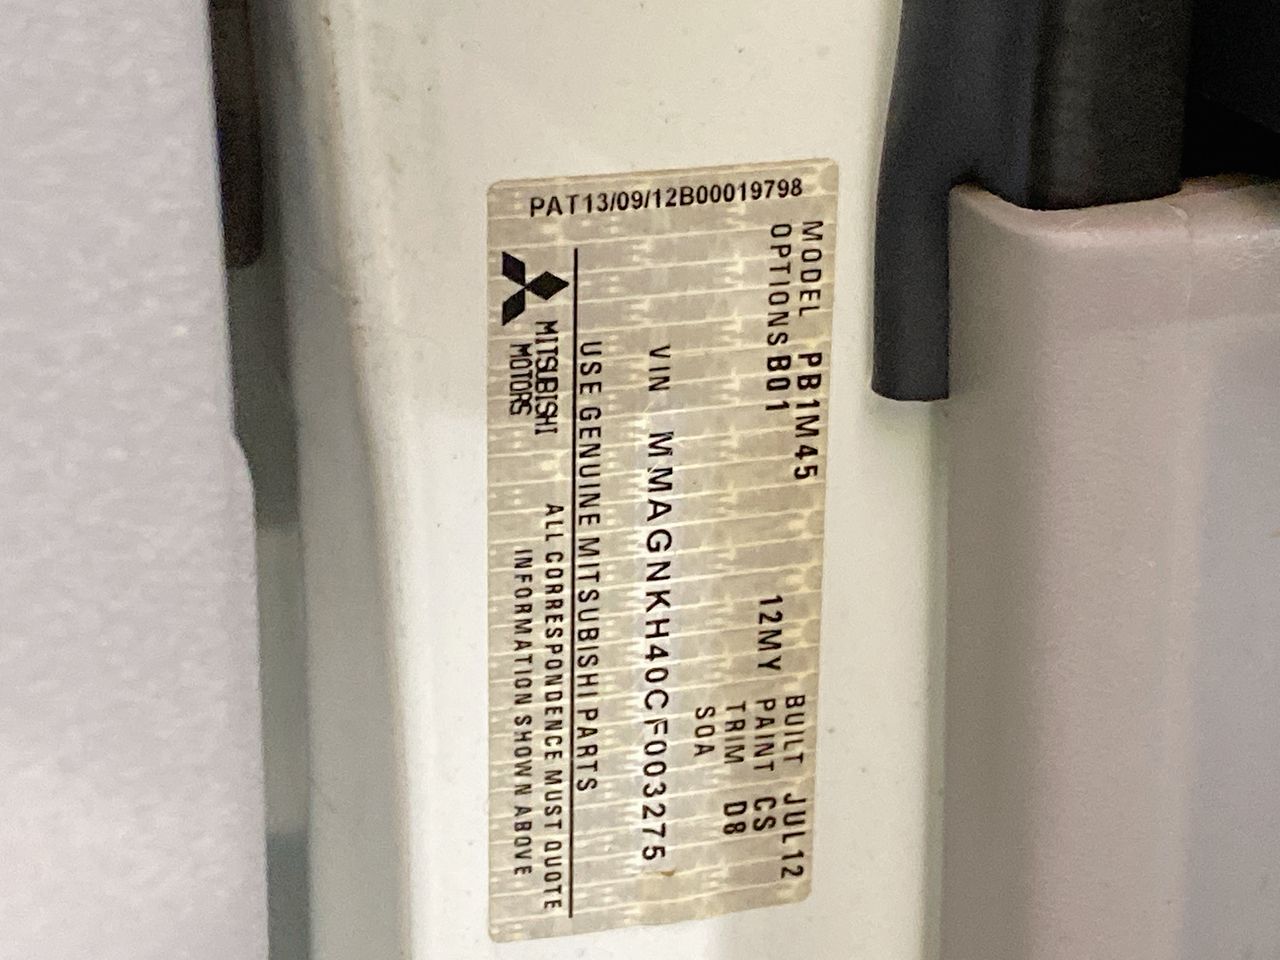 PAT13/09/12B00019798
MODEL PB1M45 BUILT JUL12
OPTIONS B01 12MY PAINT CS
TRIM D8
SOA
VIN MMAGNKH40CF003275
USE GENUINE MITSUBISHI PARTS
MITSUBISHI MOTORS
ALL CORRESPONDENCE MUST QUOTE
INFORMATION SHOWN ABOVE